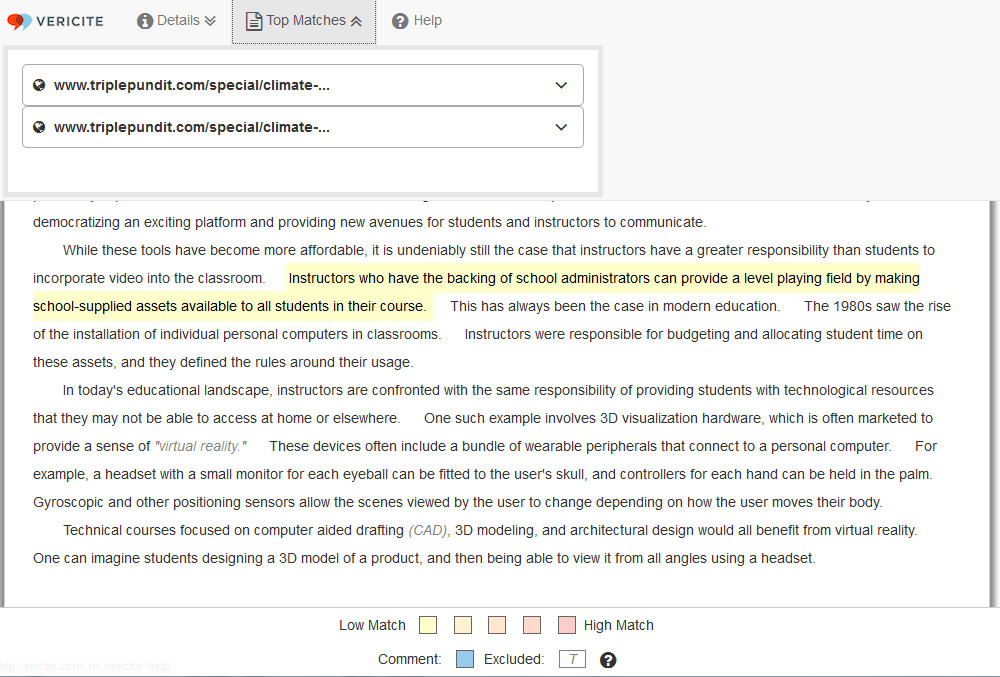 VERICITE Details Top Matches Help
www.triplepundit.com/special/climate-...
www.triplepundit.com/special/climate-...
democratizing an exciting platform and providing new avenues for students and instructors to communicate.
While these tools have become more affordable, it is undeniably still the case that instructors have a greater responsibility than students to
incorporate video into the classroom. Instructors who have the backing of school administrators can provide a level playing field by making
school-supplied assets available to all students in their course. This has always been the case in modern education. The 1980s saw the rise
of the installation of individual personal computers in classrooms. Instructors were responsible for budgeting and allocating student time on
these assets, and they defined the rules around their usage.
In today's educational landscape, instructors are confronted with the same responsibility of providing students with technological resources
that they may not be able to access at home or elsewhere. One such example involves 3D visualization hardware, which is often marketed to
provide a sense of "virtual reality." These devices often include a bundle of wearable peripherals that connect to a personal computer. For
example, a headset with a small monitor for each eyeball can be fitted to the user's skull, and controllers for each hand can be held in the palm.
Gyroscopic and other positioning sensors allow the scenes viewed by the user to change depending on how the user moves their body.
Technical courses focused on computer aided drafting (CAD), 3D modeling, and architectural design would all benefit from virtual reality.
One can imagine students designing a 3D model of a product, and then being able to view it from all angles using a headset.
Low Match High Match
Comment: Excluded: T ?
elp.vericite.com/m/vericite-help